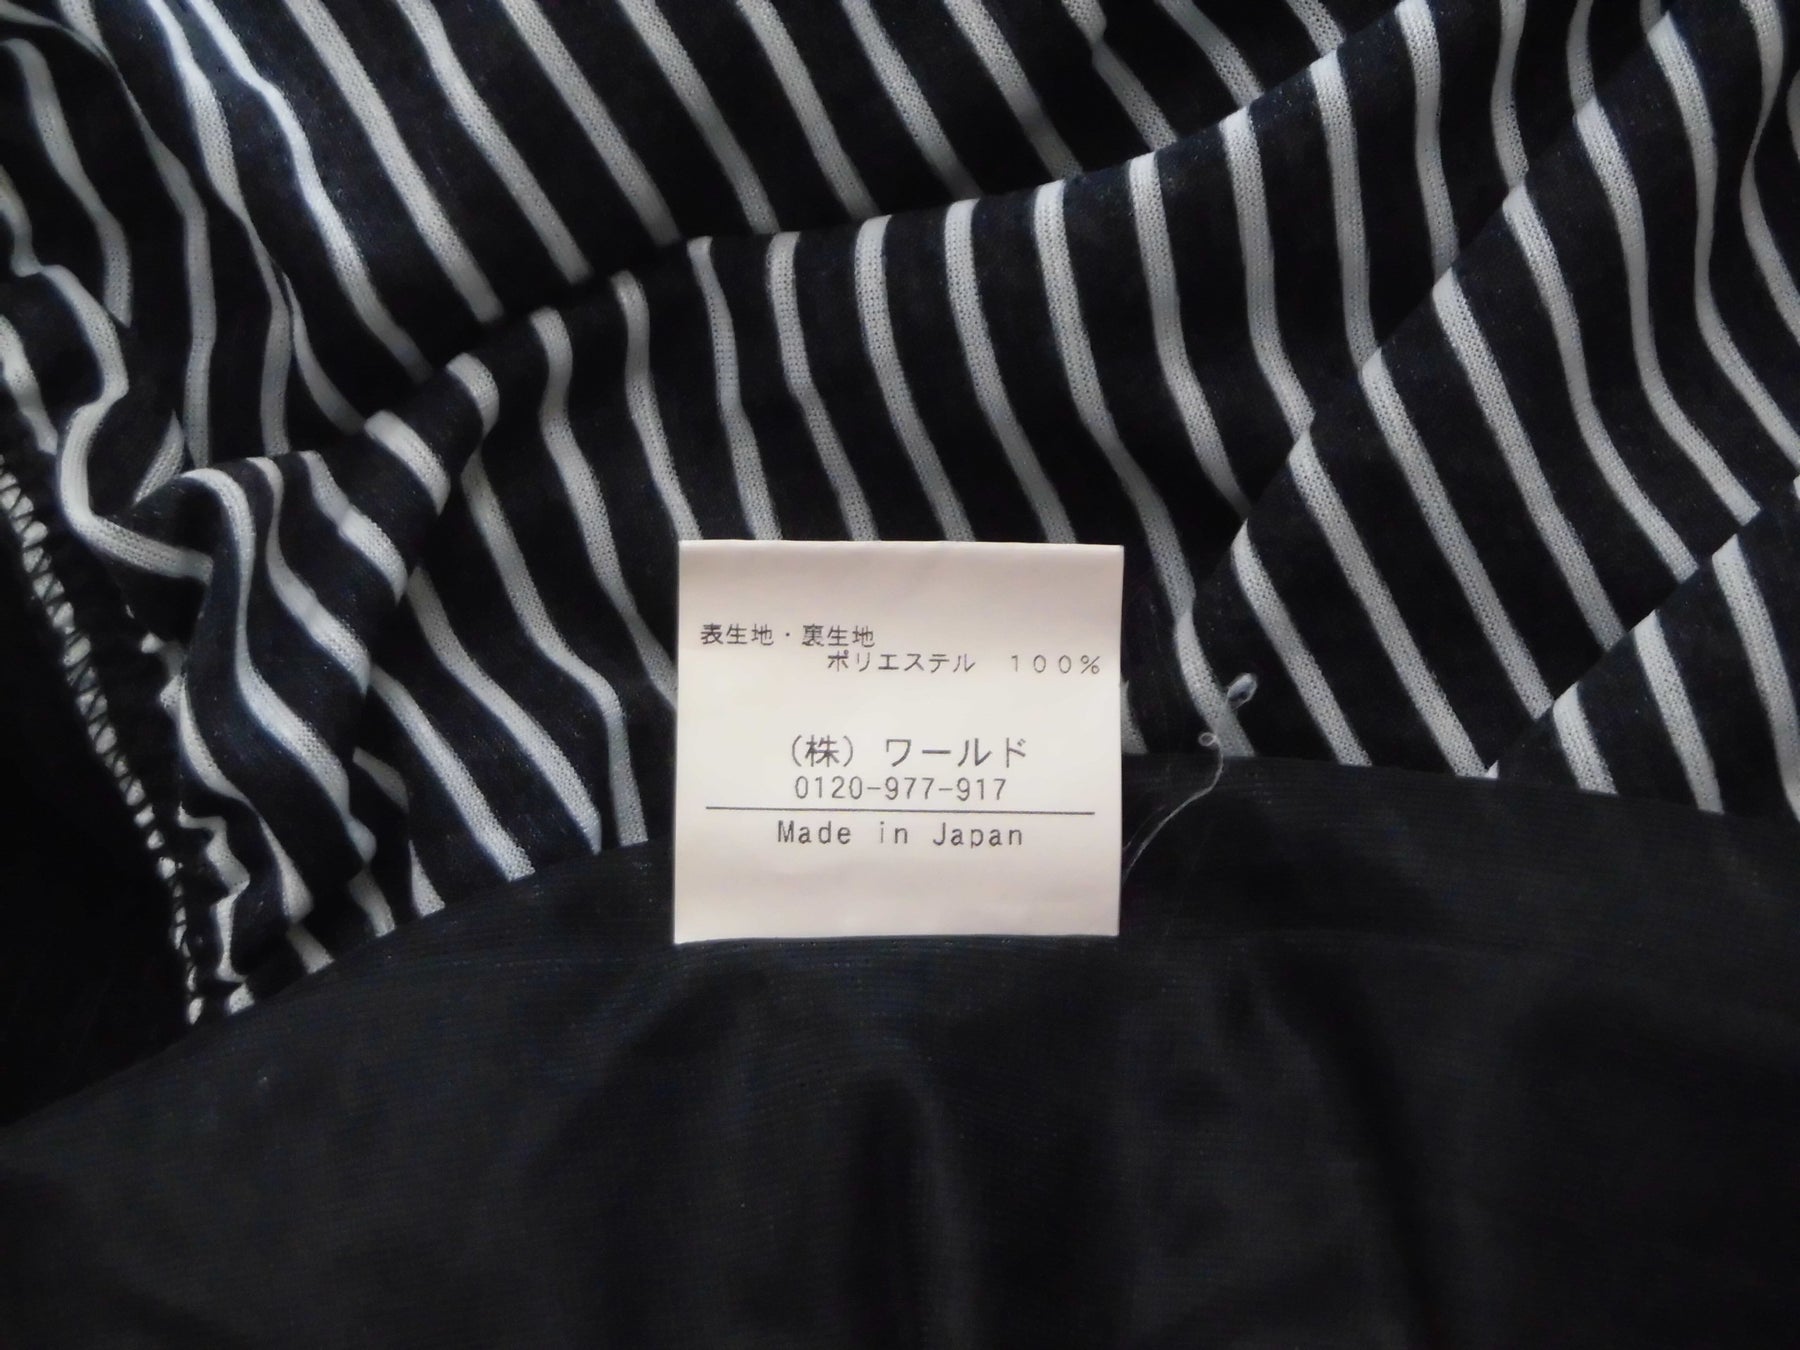 表生地・裏生地
ポリエステル　１００％
（株）ワールド
0120-977-917
Made in Japan